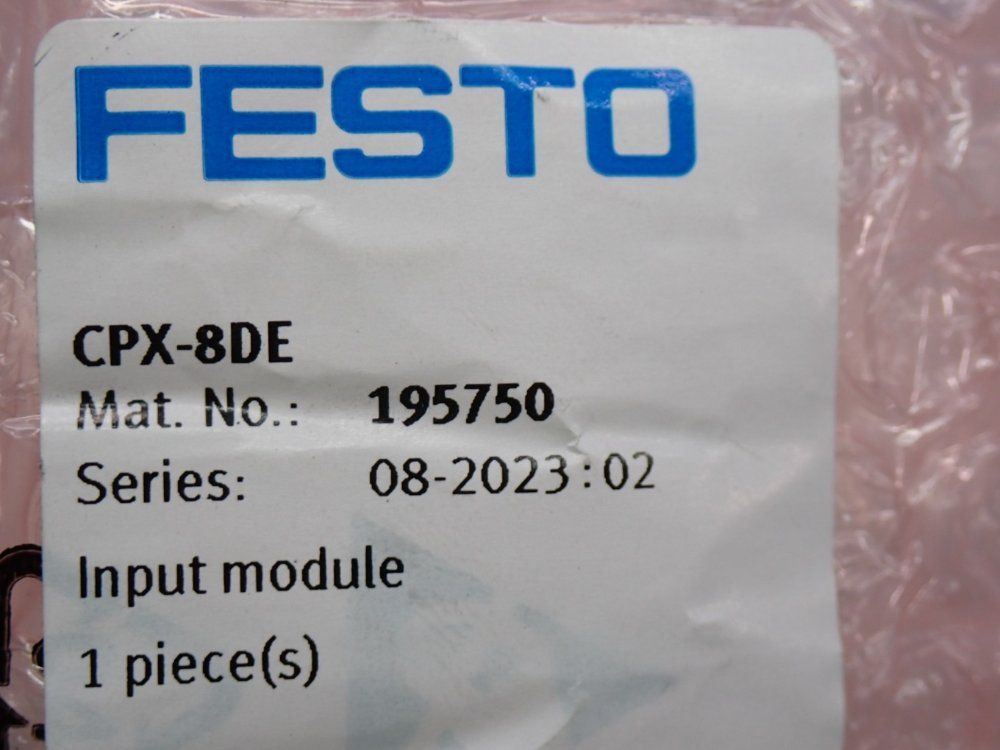 FESTO
CPX-8DE
Mat. No.: 195750
Series: 08-2023:02
Input module
1 piece(s)